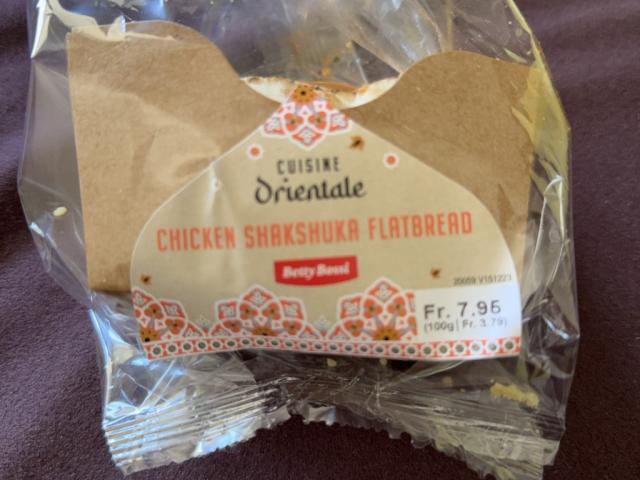 CUISINE
Orientale
CHICKEN SHAKSHUKA FLATBREAD
Betty Bossi
20059 V151223
Fr. 7.95
(100g | Fr. 3.79)